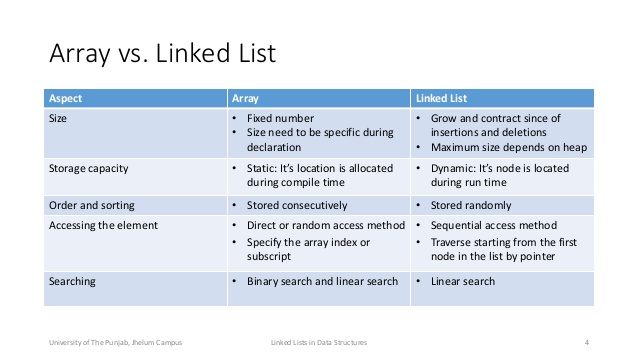 Array vs. Linked List
Aspect Array Linked List
Size
• Fixed number
• Size need to be specific during
declaration
• Grow and contract since of
insertions and deletions
• Maximum size depends on heap
Storage capacity
• Static: It’s location is allocated
during compile time
• Dynamic: It’s node is located
during run time
Order and sorting
• Stored consecutively
• Stored randomly
Accessing the element
• Direct or random access method
• Specify the array index or
subscript
• Sequential access method
• Traverse starting from the first
node in the list by pointer
Searching
• Binary search and linear search
• Linear search
University of The Punjab, Jhelum Campus
Linked Lists in Data Structures
4